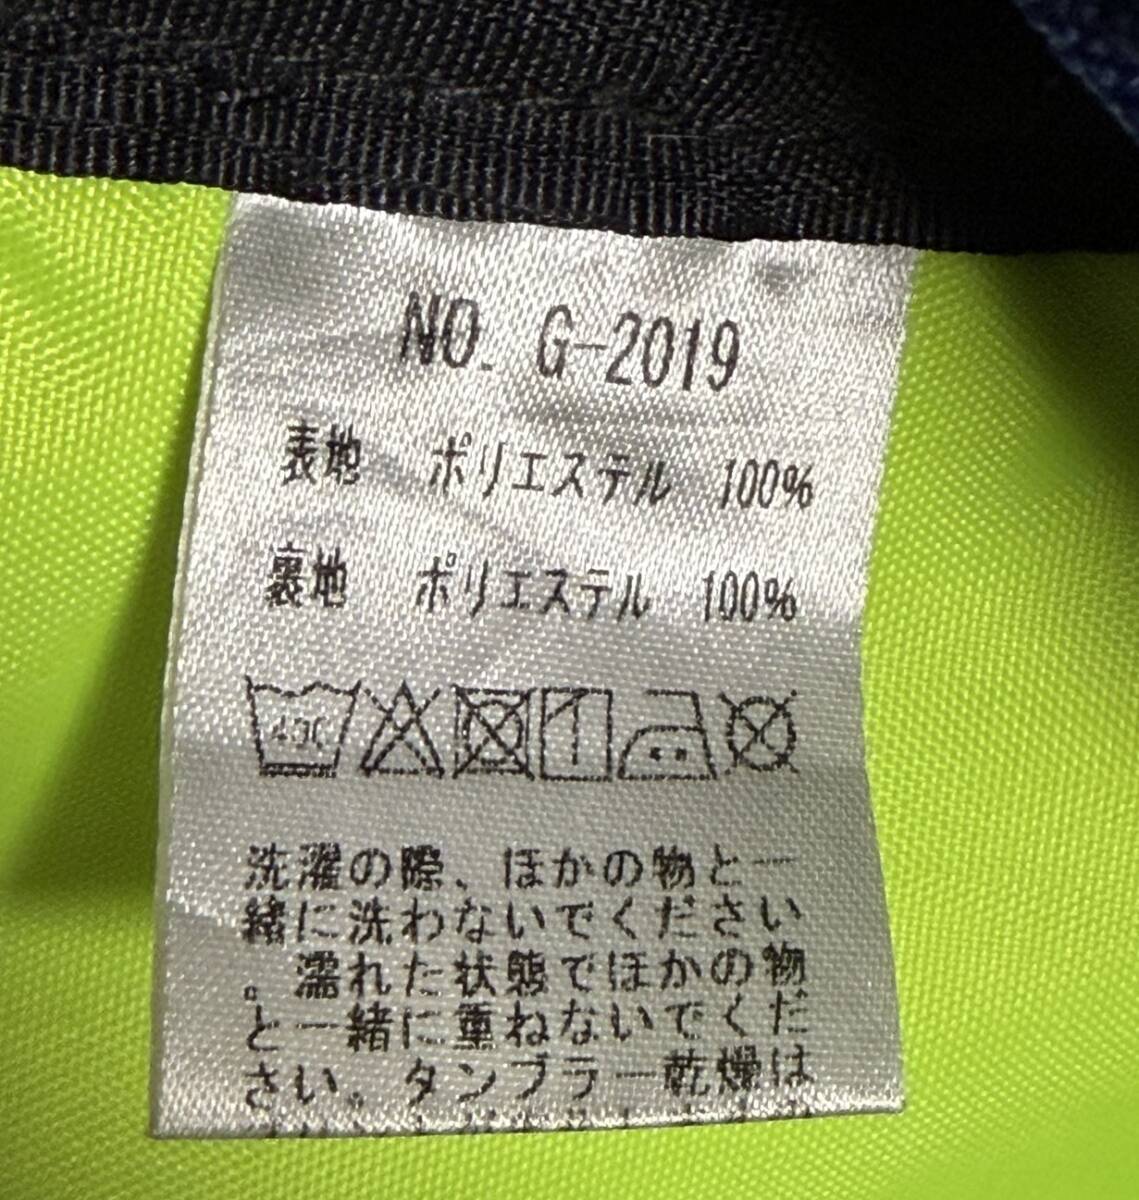 NO. G-2019
表地 ポリエステル 100%
裏地 ポリエステル 100%
洗濯の際、ほかの物と一
緒に洗わないでください
。濡れた状態でほかの物
と一緒に重ねないでくだ
さい。タンブラー乾燥は